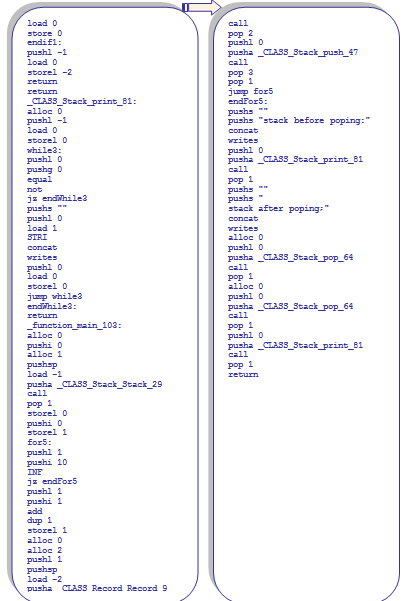 load 0
store 0
endif1:
pushl -1
load 0
storel -2
return
return
_CLASS_Stack_print_81:
alloc 0
pushl -1
load 0
storel 0
while3:
pushl 0
pushg 0
equal
not
jz endWhile3
pushs ""
pushl 0
load 1
STRI
concat
writes
pushl 0
load 0
storel 0
jump while3
endWhile3:
return
_function_main_103:
alloc 0
pushi 0
alloc 1
pushsp
load -1
pusha _CLASS_Stack_Stack_29
call
pop 1
storel 0
pushi 0
storel 1
for5:
pushl 1
pushi 10
INF
jz endFor5
pushl 1
pushi 1
add
dup 1
storel 1
alloc 0
alloc 2
pushl 1
pushsp
load -2
pusha _CLASS_Record_Record_9
call
pop 2
pushl 0
pusha _CLASS_Stack_push_47
call
pop 3
pop 1
jump for5
endFor5:
pushs ""
pushs "stack before poping:"
concat
writes
pushl 0
pusha _CLASS_Stack_print_81
call
pop 1
pushs ""
pushs "
stack after poping:"
concat
writes
alloc 0
pushl 0
pusha _CLASS_Stack_pop_64
call
pop 1
alloc 0
pushl 0
pusha _CLASS_Stack_pop_64
call
pop 1
pushl 0
pusha _CLASS_Stack_print_81
call
pop 1
return